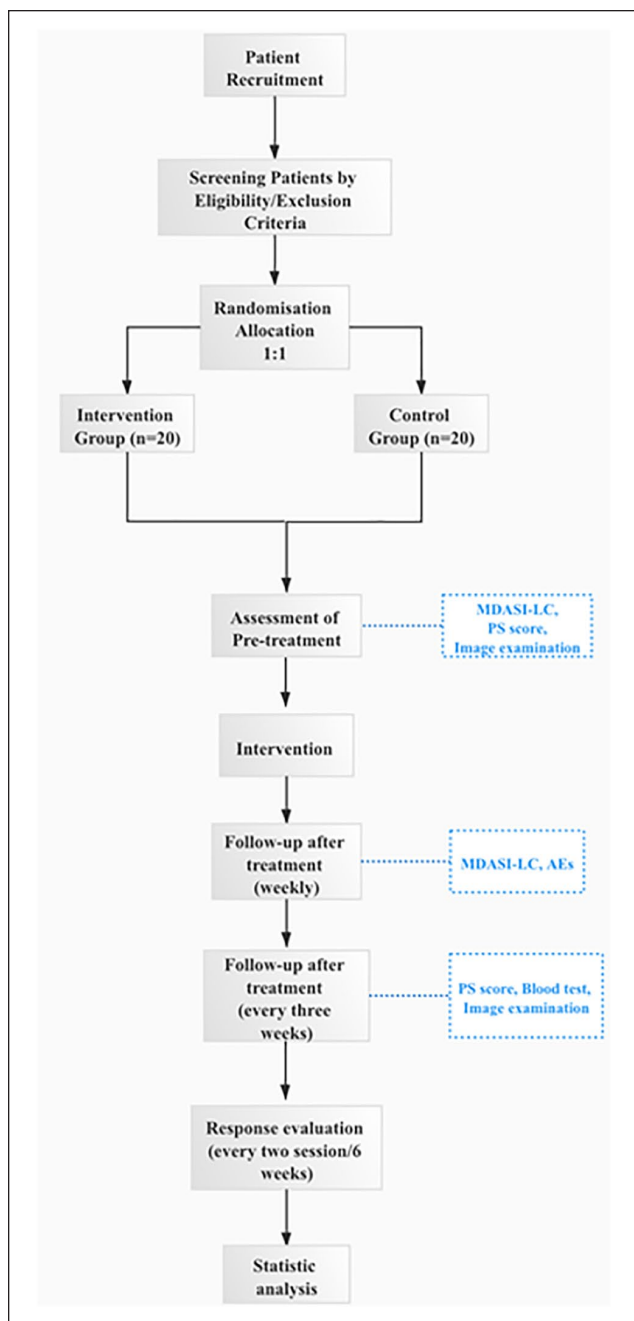 Patient
Recruitment
Screening Patients by
Eligibility/Exclusion
Criteria
Randomisation
Allocation
1:1
Intervention
Group (n=20)
Control
Group (n=20)
Assessment of
Pre-treatment
MDASI-LC,
PS score,
Image examination
Intervention
Follow-up after
treatment
(weekly)
MDASI-LC, AEs
Follow-up after
treatment
(every three
weeks)
PS score, Blood test,
Image examination
Response evaluation
(every two session/6
weeks)
Statistic
analysis